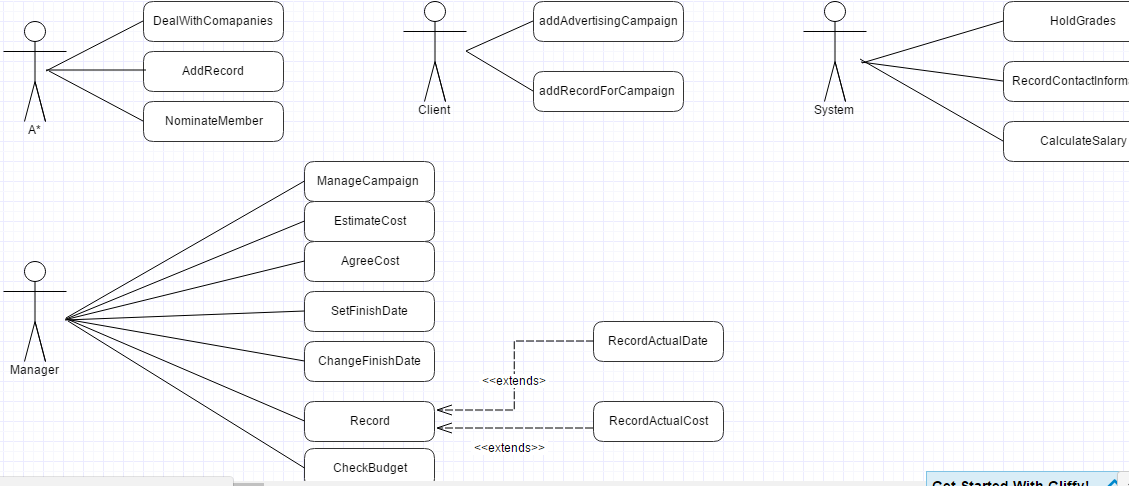 DealWithComapanies
AddRecord
NominateMember
A*
addAdvertisingCampaign
addRecordForCampaign
Client
HoldGrades
RecordContactInforma
CalculateSalary
System
ManageCampaign
EstimateCost
AgreeCost
SetFinishDate
ChangeFinishDate
Record
CheckBudget
Manager
RecordActualDate
<<extends>
RecordActualCost
<<extends>>
Get Started With Gliffy!